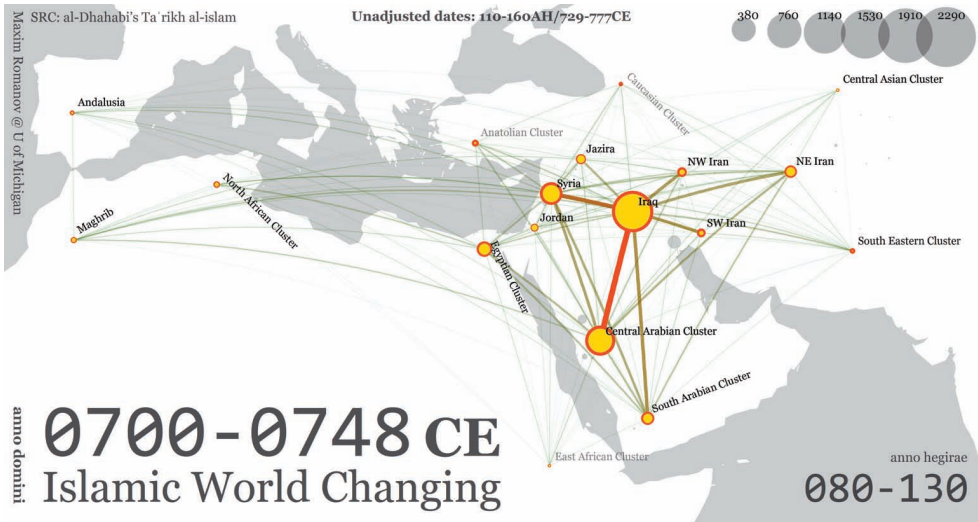 SRC: al-Dhahabi's Taʾrikh al-islam
Unadjusted dates: 110-160AH/729-777CE
380 760 1140 1530 1910 2290
Maxim Romanov @ U of Michigan
Caucasian Cluster
Central Asian Cluster
Andalusia
Anatolian Cluster
Jazira
NW Iran
NE Iran
Syria
North African Cluster
Iraq
Jordan
SW Iran
Maghrib
South Eastern Cluster
Egyptian Cluster
Central Arabian Cluster
South Arabian Cluster
East African Cluster
anno domini
0700-0748 CE
Islamic World Changing
anno hegirae
080-130